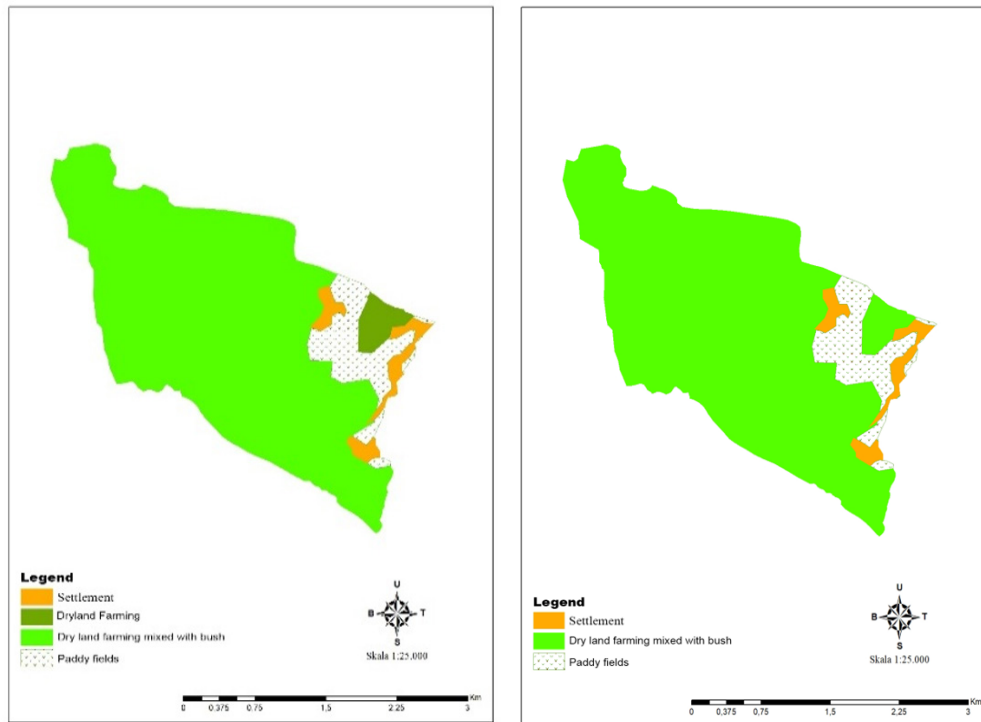 Legend
Settlement
Dryland Farming
Dry land farming mixed with bush
Paddy fields
U
B T
S
Skala 1:25.000
Km
0 0,375 0,75 1,5 2,25 3
Legend
Settlement
Dry land farming mixed with bush
Paddy fields
U
B T
S
Skala 1:25.000
Km
0 0,375 0,75 1,5 2,25 3